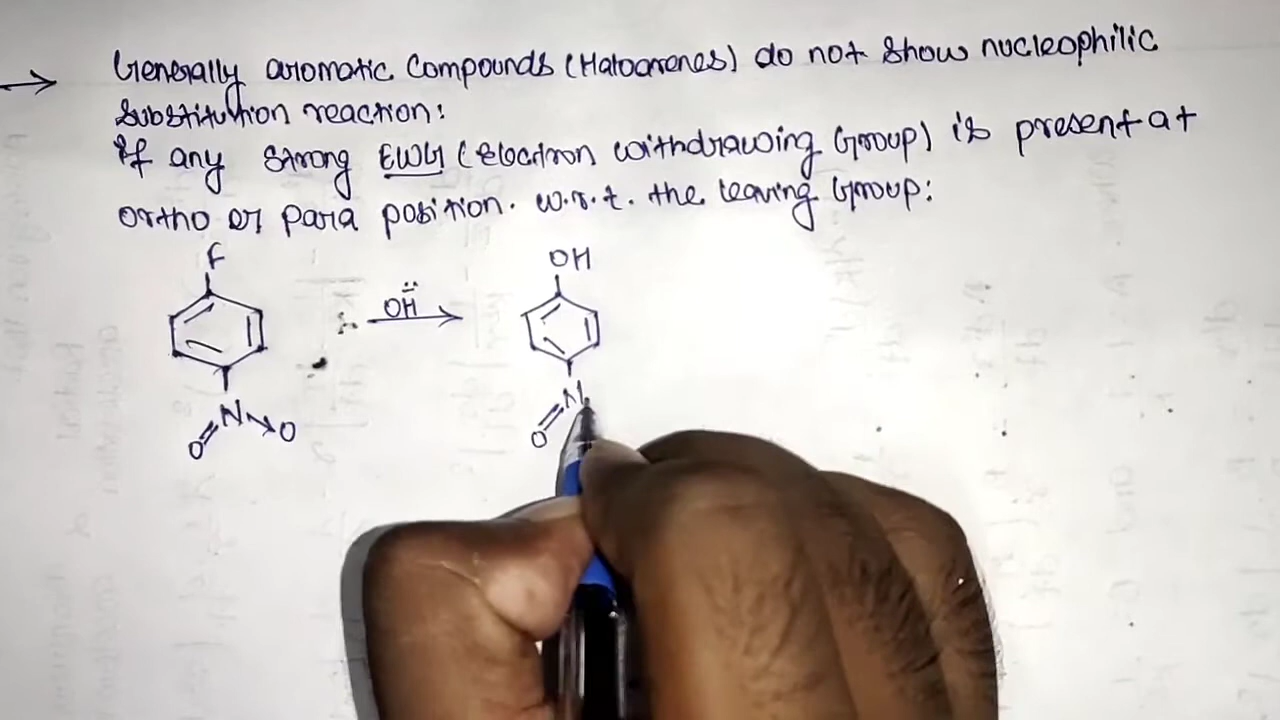 Generally aromatic Compounds (Haloarenes) do not show nucleophilic
substitution reaction:
if any strong EWG (electron withdrawing Group) is present at
ortho or para position. w.r.t. the leaving Group:
F
OH
OH
N
O
O
N
O